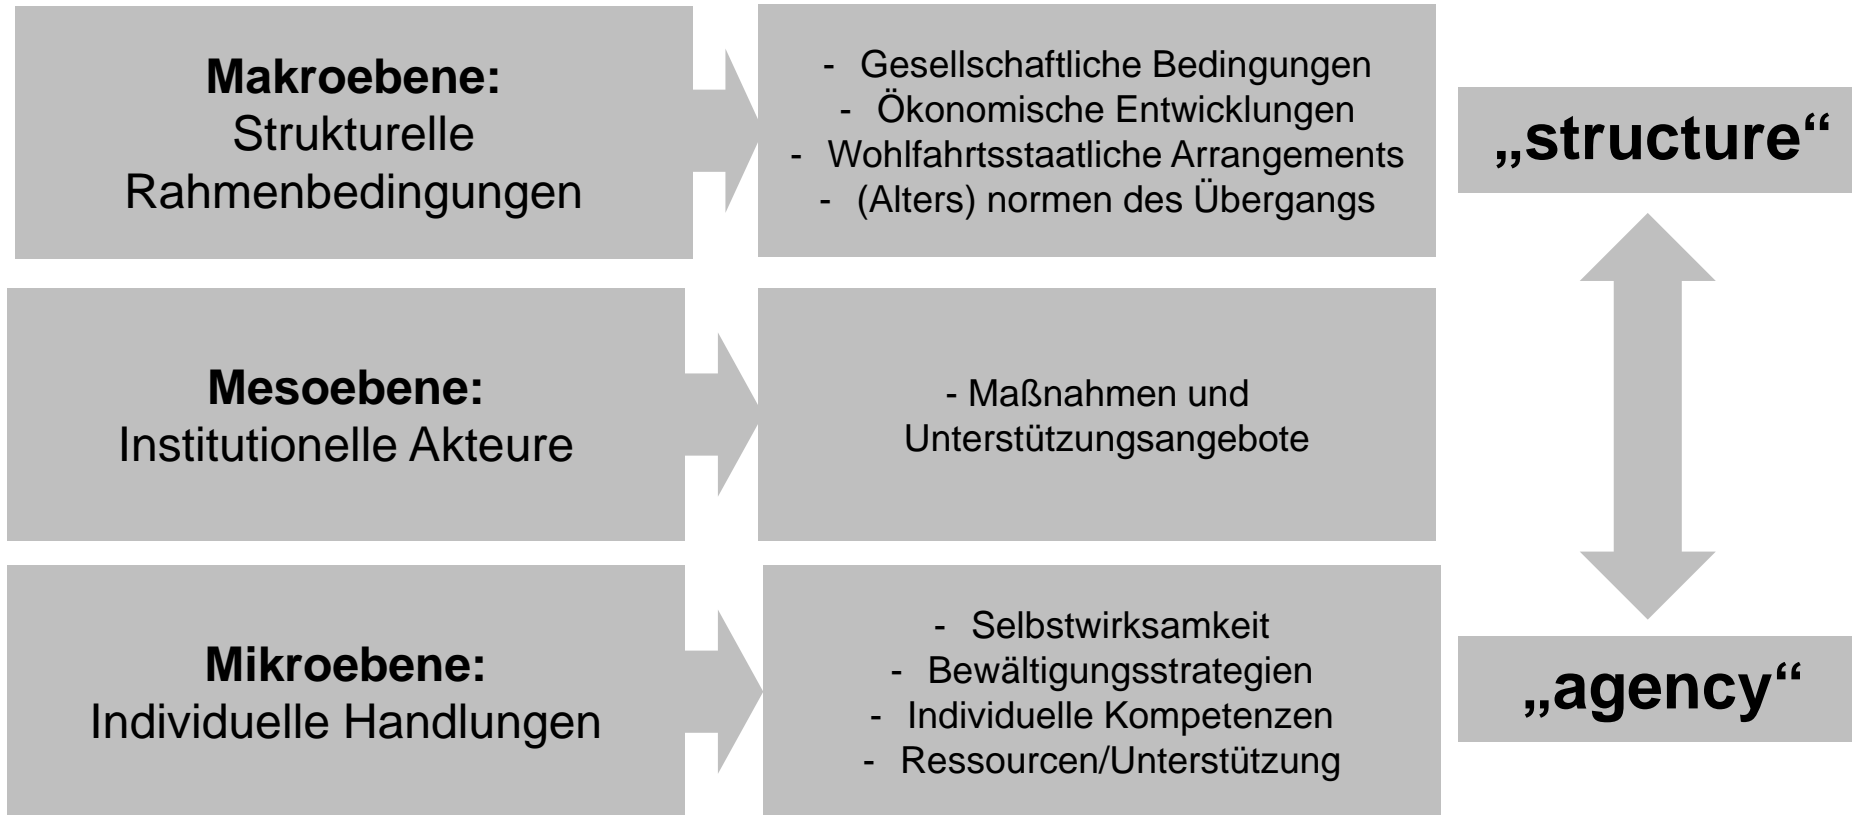 Makroebene:
Strukturelle
Rahmenbedingungen
- Gesellschaftliche Bedingungen
- Ökonomische Entwicklungen
- Wohlfahrtsstaatliche Arrangements
- (Alters) normen des Übergangs
„structure“
Mesoebene:
Institutionelle Akteure
- Maßnahmen und
Unterstützungsangebote
Mikroebene:
Individuelle Handlungen
- Selbstwirksamkeit
- Bewältigungsstrategien
- Individuelle Kompetenzen
- Ressourcen/Unterstützung
„agency“